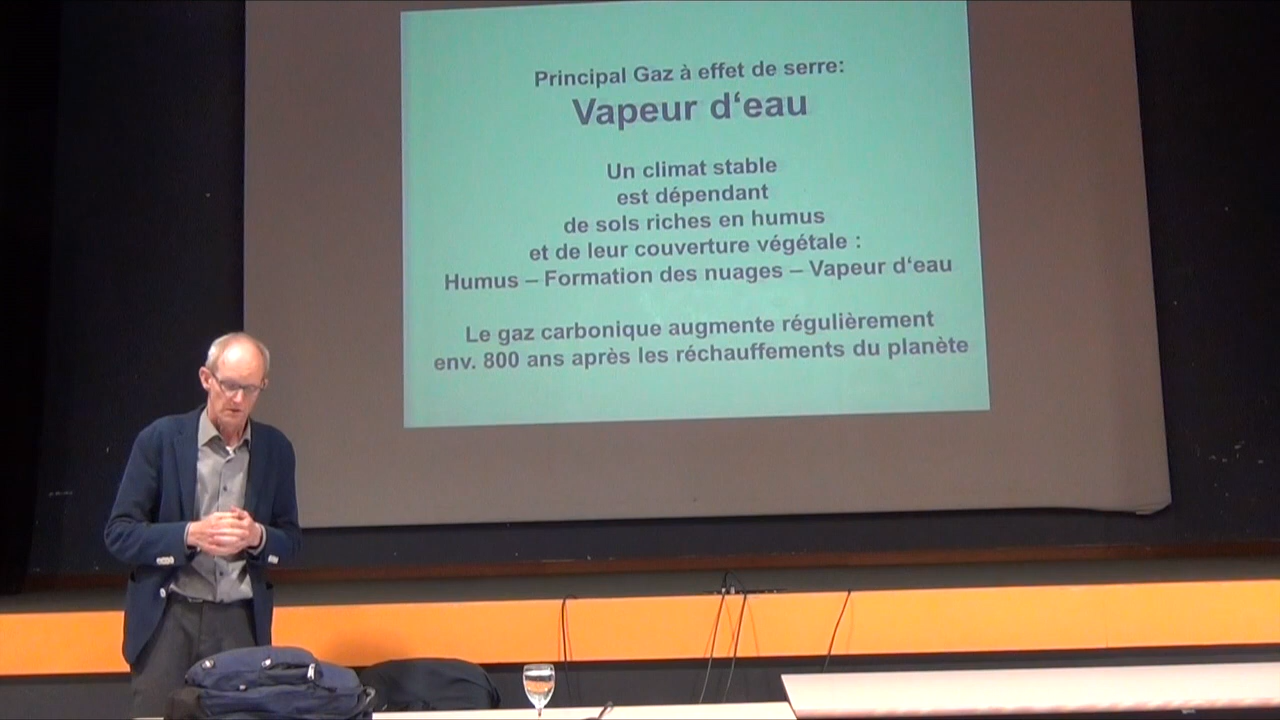 Principal Gaz à effet de serre:
Vapeur d‘eau
Un climat stable
est dépendant
de sols riches en humus
et de leur couverture végétale :
Humus – Formation des nuages – Vapeur d‘eau
Le gaz carbonique augmente régulièrement
env. 800 ans après les réchauffements du planète